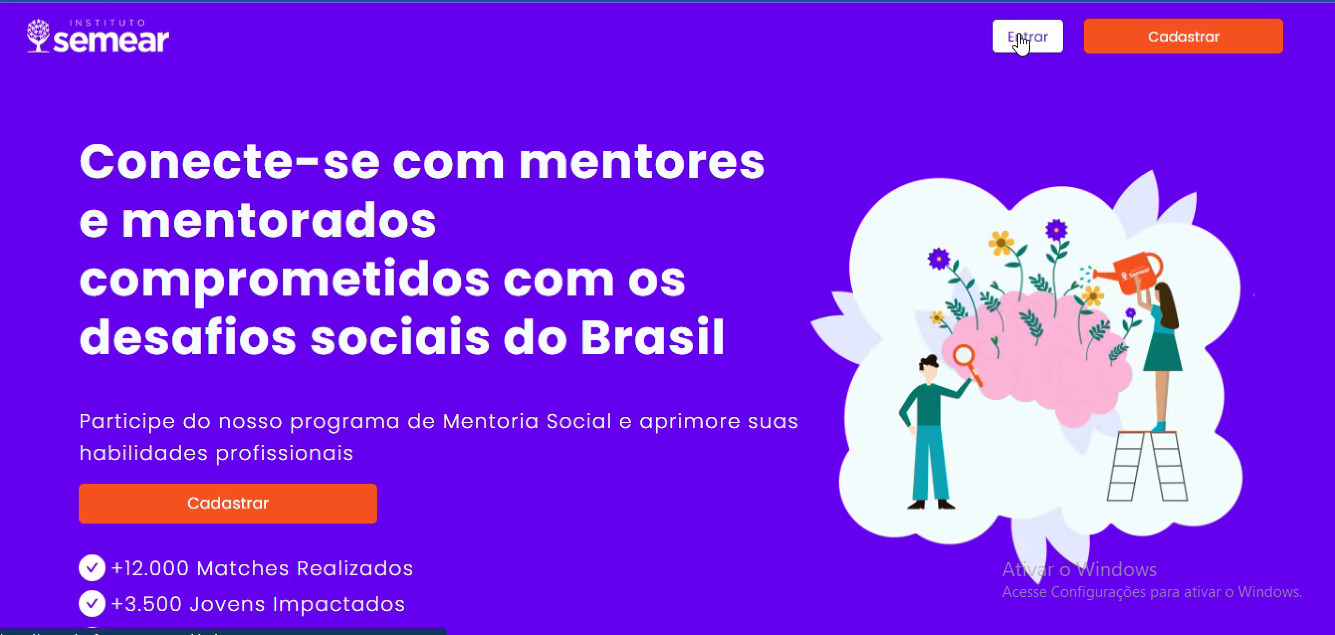 INSTITUTO
semear
Entrar
Cadastrar
Conecte-se com mentores
e mentorados
comprometidos com os
desafios sociais do Brasil
Participe do nosso programa de Mentoria Social e aprimore suas
habilidades profissionais
Cadastrar
+12.000 Matches Realizados
+3.500 Jovens Impactados
Ativar o Windows
Acesse Configurações para ativar o Windows.